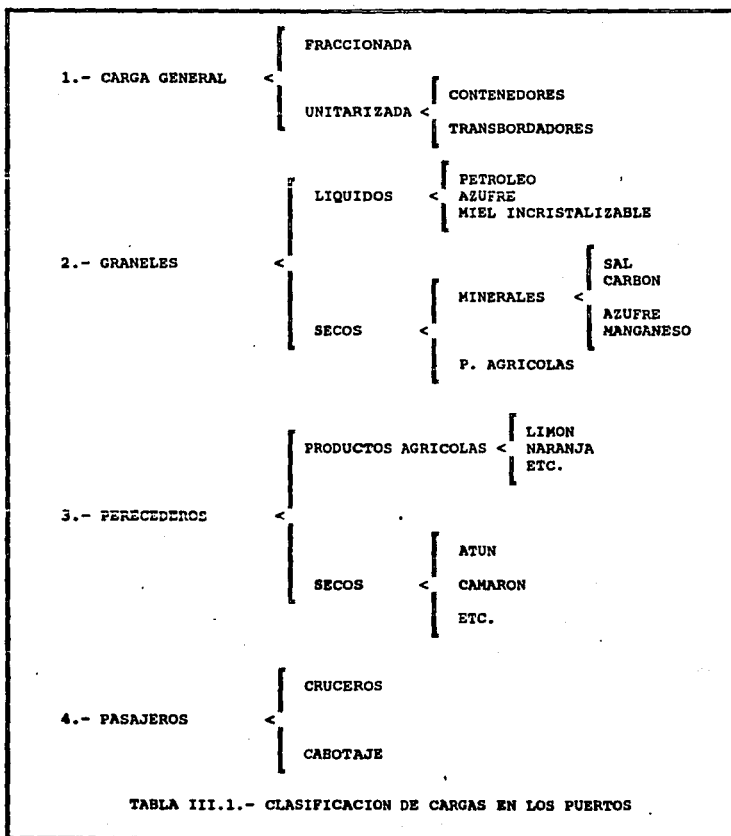 FRACCIONADA
1.- CARGA GENERAL <
UNITARIZADA <
CONTENEDORES
TRANSBORDADORES
2.- GRANELES <
LIQUIDOS <
PETROLEO
AZUFRE
MIEL INCRISTALIZABLE
SECOS <
MINERALES <
SAL
CARBON
AZUFRE
MANGANESO
P. AGRICOLAS
3.- PERECEDEROS <
PRODUCTOS AGRICOLAS <
LIMON
NARANJA
ETC.
SECOS <
ATUN
CAMARON
ETC.
4.- PASAJEROS <
CRUCEROS
CABOTAJE
TABLA III.1.- CLASIFICACION DE CARGAS EN LOS PUERTOS